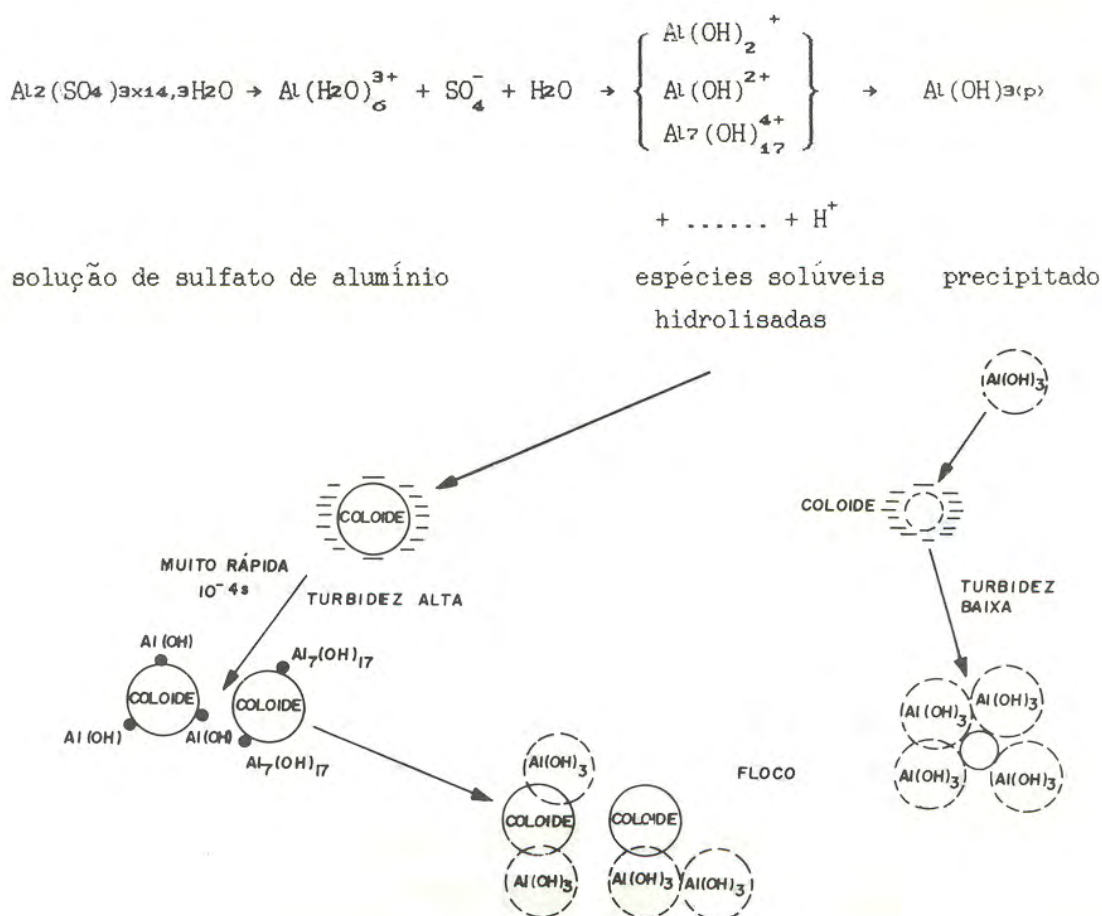 Al(OH)₂⁺
Al2(SO4)3x14,3H2O → Al(H2O)₆³⁺ + SO₄⁻ + H2O → { Al(OH)²⁺ } → Al(OH)3(p)
Al7(OH)₁₇⁴⁺
+ ...... + H⁺
solução de sulfato de alumínio espécies solúveis precipitado
hidrolisadas
Al(OH)₃
COLOIDE
COLOIDE
MUITO RÁPIDA
10⁻⁴s
TURBIDEZ ALTA
TURBIDEZ
BAIXA
Al(OH)
Al₇(OH)₁₇
COLOIDE
COLOIDE
Al(OH)
Al(OH)
Al₇(OH)₁₇
Al(OH)₃
Al(OH)₃
Al(OH)₃
Al(OH)₃
FLOCO
Al(OH)₃
COLOIDE
COLOIDE
Al(OH)₃
Al(OH)₃
Al(OH)₃